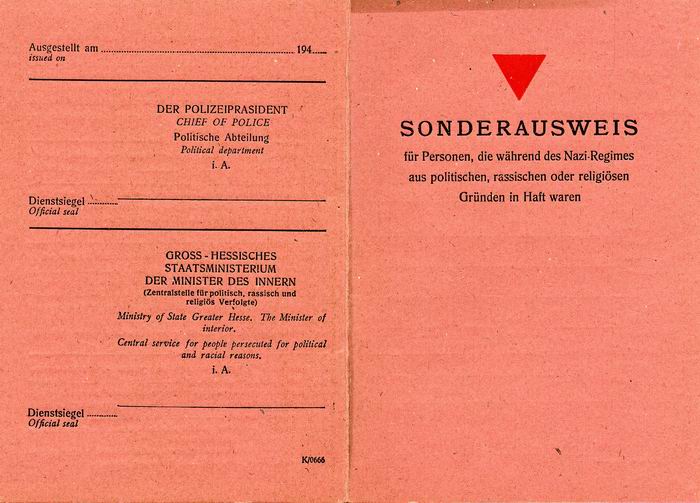 Ausgestellt am ........................ 194....
issued on
DER POLIZEIPRASIDENT
CHIEF OF POLICE
Politische Abteilung
Political department
i. A.
Dienstsiegel ..........
Official seal
GROSS-HESSISCHES
STAATSMINISTERIUM
DER MINISTER DES INNERN
(Zentralstelle für politisch, rassisch und
religiös Verfolgte)
Ministry of State Greater Hesse. The Minister of
interior.
Central service for people persecuted for political
and racial reasons.
i. A.
Dienstsiegel ..........
Official seal
K/0666
SONDERAUSWEIS
für Personen, die während des Nazi-Regimes
aus politischen, rassischen oder religiösen
Gründen in Haft waren